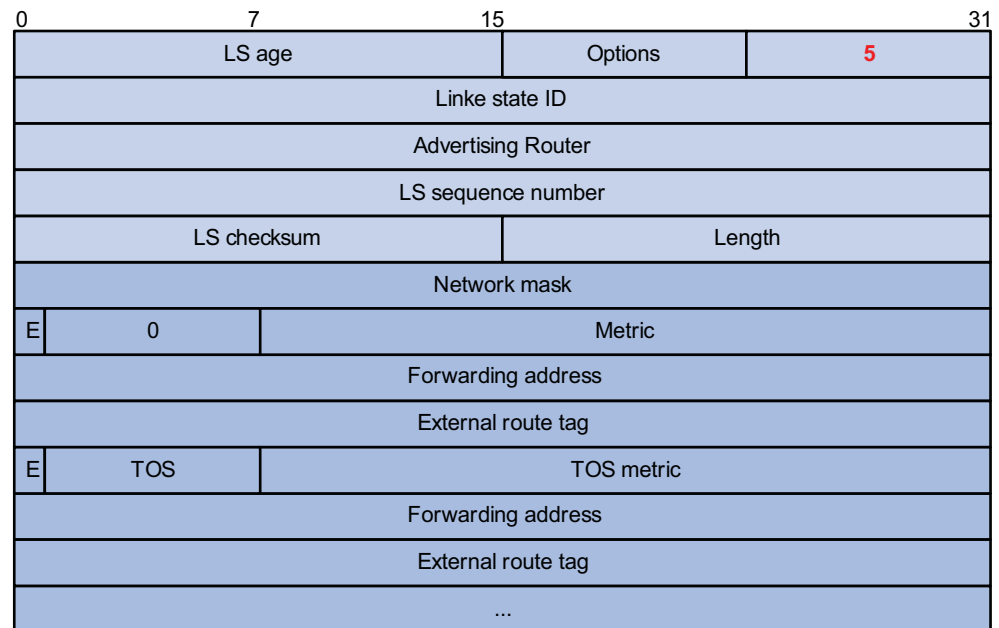 0 7 15 31
LS age Options 5
Linke state ID
Advertising Router
LS sequence number
LS checksum Length
Network mask
E 0 Metric
Forwarding address
External route tag
E TOS TOS metric
Forwarding address
External route tag
...